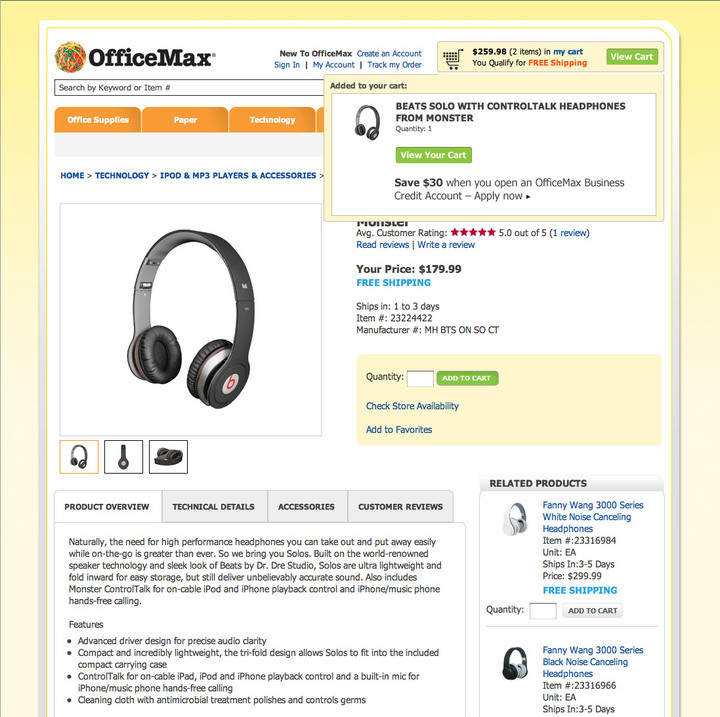 OfficeMax®
New To OfficeMax Create an Account
Sign In | My Account | Track my Order
$259.98 (2 items) in my cart
You Qualify for FREE Shipping
View Cart
Search by Keyword or Item #
Added to your cart:
BEATS SOLO WITH CONTROLTALK HEADPHONES
FROM MONSTER
Quantity: 1
View Your Cart
Save $30 when you open an OfficeMax Business
Credit Account – Apply now ▸
Office Supplies
Paper
Technology
HOME > TECHNOLOGY > IPOD & MP3 PLAYERS & ACCESSORIES >
Monster
Avg. Customer Rating: ★★★★★ 5.0 out of 5 (1 review)
Read reviews | Write a review
Your Price: $179.99
FREE SHIPPING
Ships in: 1 to 3 days
Item #: 23224422
Manufacturer #: MH BTS ON SO CT
Quantity:
ADD TO CART
Check Store Availability
Add to Favorites
PRODUCT OVERVIEW
TECHNICAL DETAILS
ACCESSORIES
CUSTOMER REVIEWS
Naturally, the need for high performance headphones you can take out and put away easily
while on-the-go is greater than ever. So we bring you Solos. Built on the world-renowned
speaker technology and sleek look of Beats by Dr. Dre Studio, Solos are ultra lightweight and
fold inward for easy storage, but still deliver unbelievably accurate sound. Also includes
Monster ControlTalk for on-cable iPod and iPhone playback control and iPhone/music phone
hands-free calling.
Features
• Advanced driver design for precise audio clarity
• Compact and incredibly lightweight, the tri-fold design allows Solos to fit into the included
compact carrying case
• ControlTalk for on-cable iPad, iPod and iPhone playback control and a built-in mic for
iPhone/music phone hands-free calling
• Cleaning cloth with antimicrobial treatment polishes and controls germs
RELATED PRODUCTS
Fanny Wang 3000 Series
White Noise Canceling
Headphones
Item #:23316984
Unit: EA
Ships In:3-5 Days
Price: $299.99
FREE SHIPPING
Quantity:
ADD TO CART
Fanny Wang 3000 Series
Black Noise Canceling
Headphones
Item #:23316966
Unit: EA
Ships In:3-5 Days